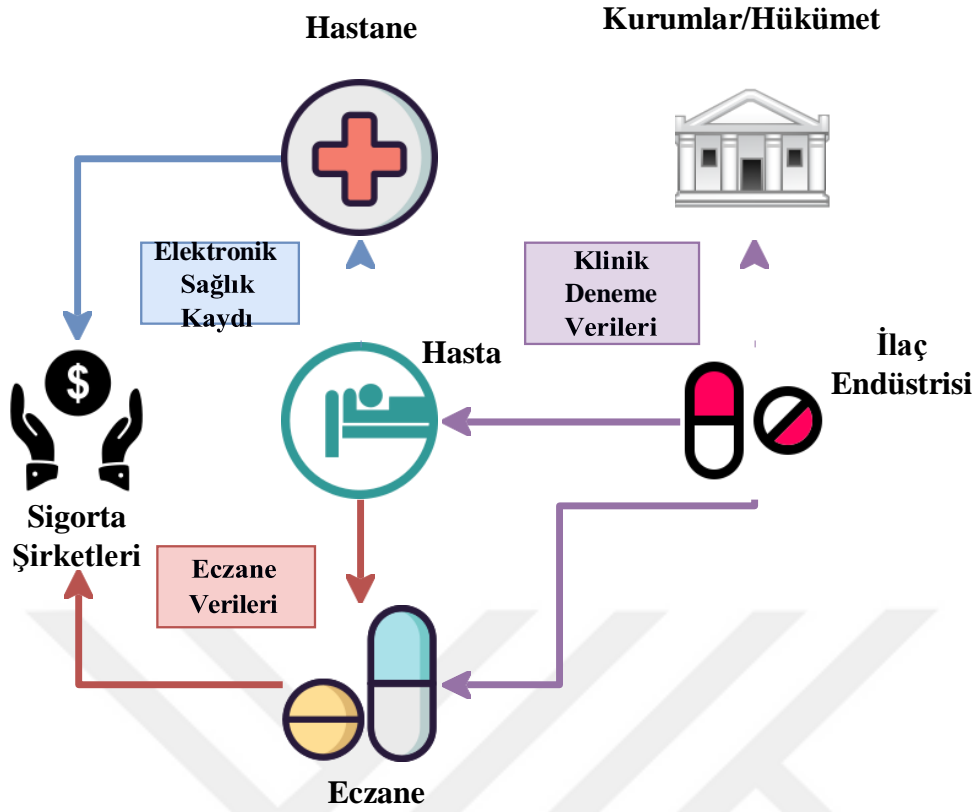 Hastane
Kurumlar/Hükümet
Elektronik
Sağlık
Kaydı
Klinik
Deneme
Verileri
Hasta
İlaç
Endüstrisi
$
Sigorta
Şirketleri
Eczane
Verileri
Eczane